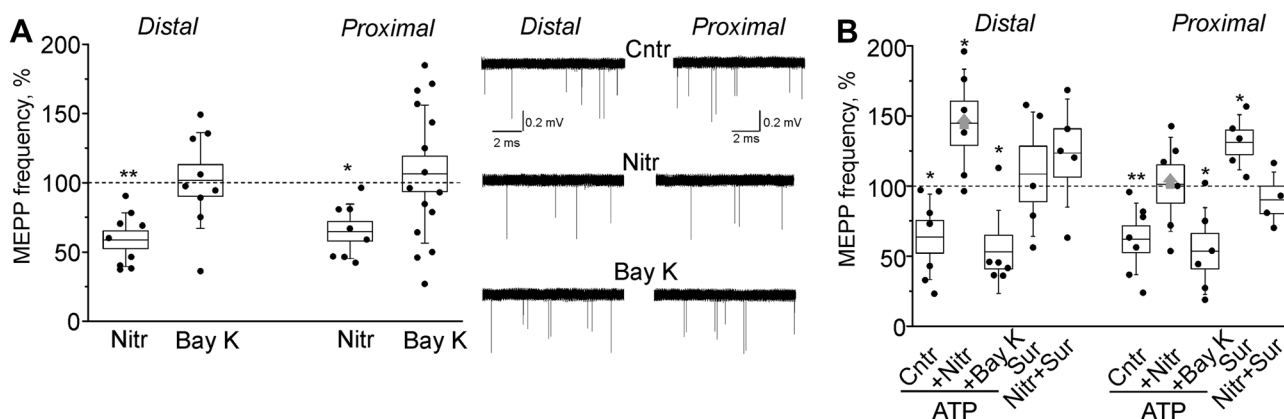 A
Distal
Proximal
MEPP frequency, %
200
150
100
50
0
**
*
Nitr
Bay K
Nitr
Bay K
Distal
Proximal
Cntr
0.2 mV
2 ms
0.2 mV
2 ms
Nitr
Bay K
B
Distal
Proximal
MEPP frequency, %
200
150
100
50
0
*
*
*
**
*
*
Cntr
+Nitr
+Bay K
Sur
Nitr+Sur
ATP
Cntr
+Nitr
+Bay K
Sur
Nitr+Sur
ATP